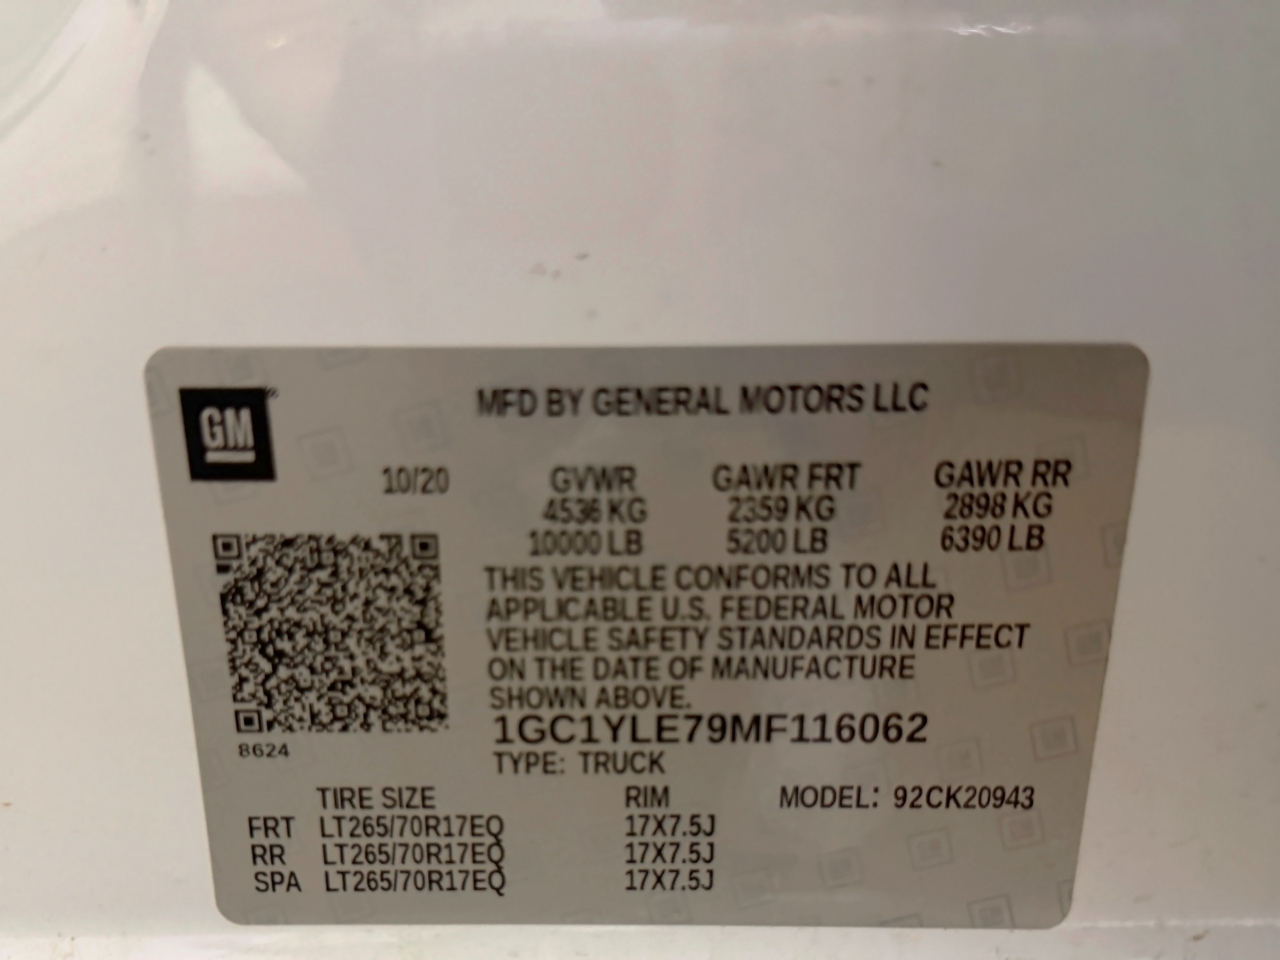 GM
MFD BY GENERAL MOTORS LLC
10/20 GVWR GAWR FRT GAWR RR
4536 KG 2359 KG 2898 KG
10000 LB 5200 LB 6390 LB
THIS VEHICLE CONFORMS TO ALL
APPLICABLE U.S. FEDERAL MOTOR
VEHICLE SAFETY STANDARDS IN EFFECT
ON THE DATE OF MANUFACTURE
SHOWN ABOVE.
1GC1YLE79MF116062
8624
TYPE: TRUCK
TIRE SIZE RIM MODEL: 92CK20943
FRT LT265/70R17EQ 17X7.5J
RR LT265/70R17EQ 17X7.5J
SPA LT265/70R17EQ 17X7.5J